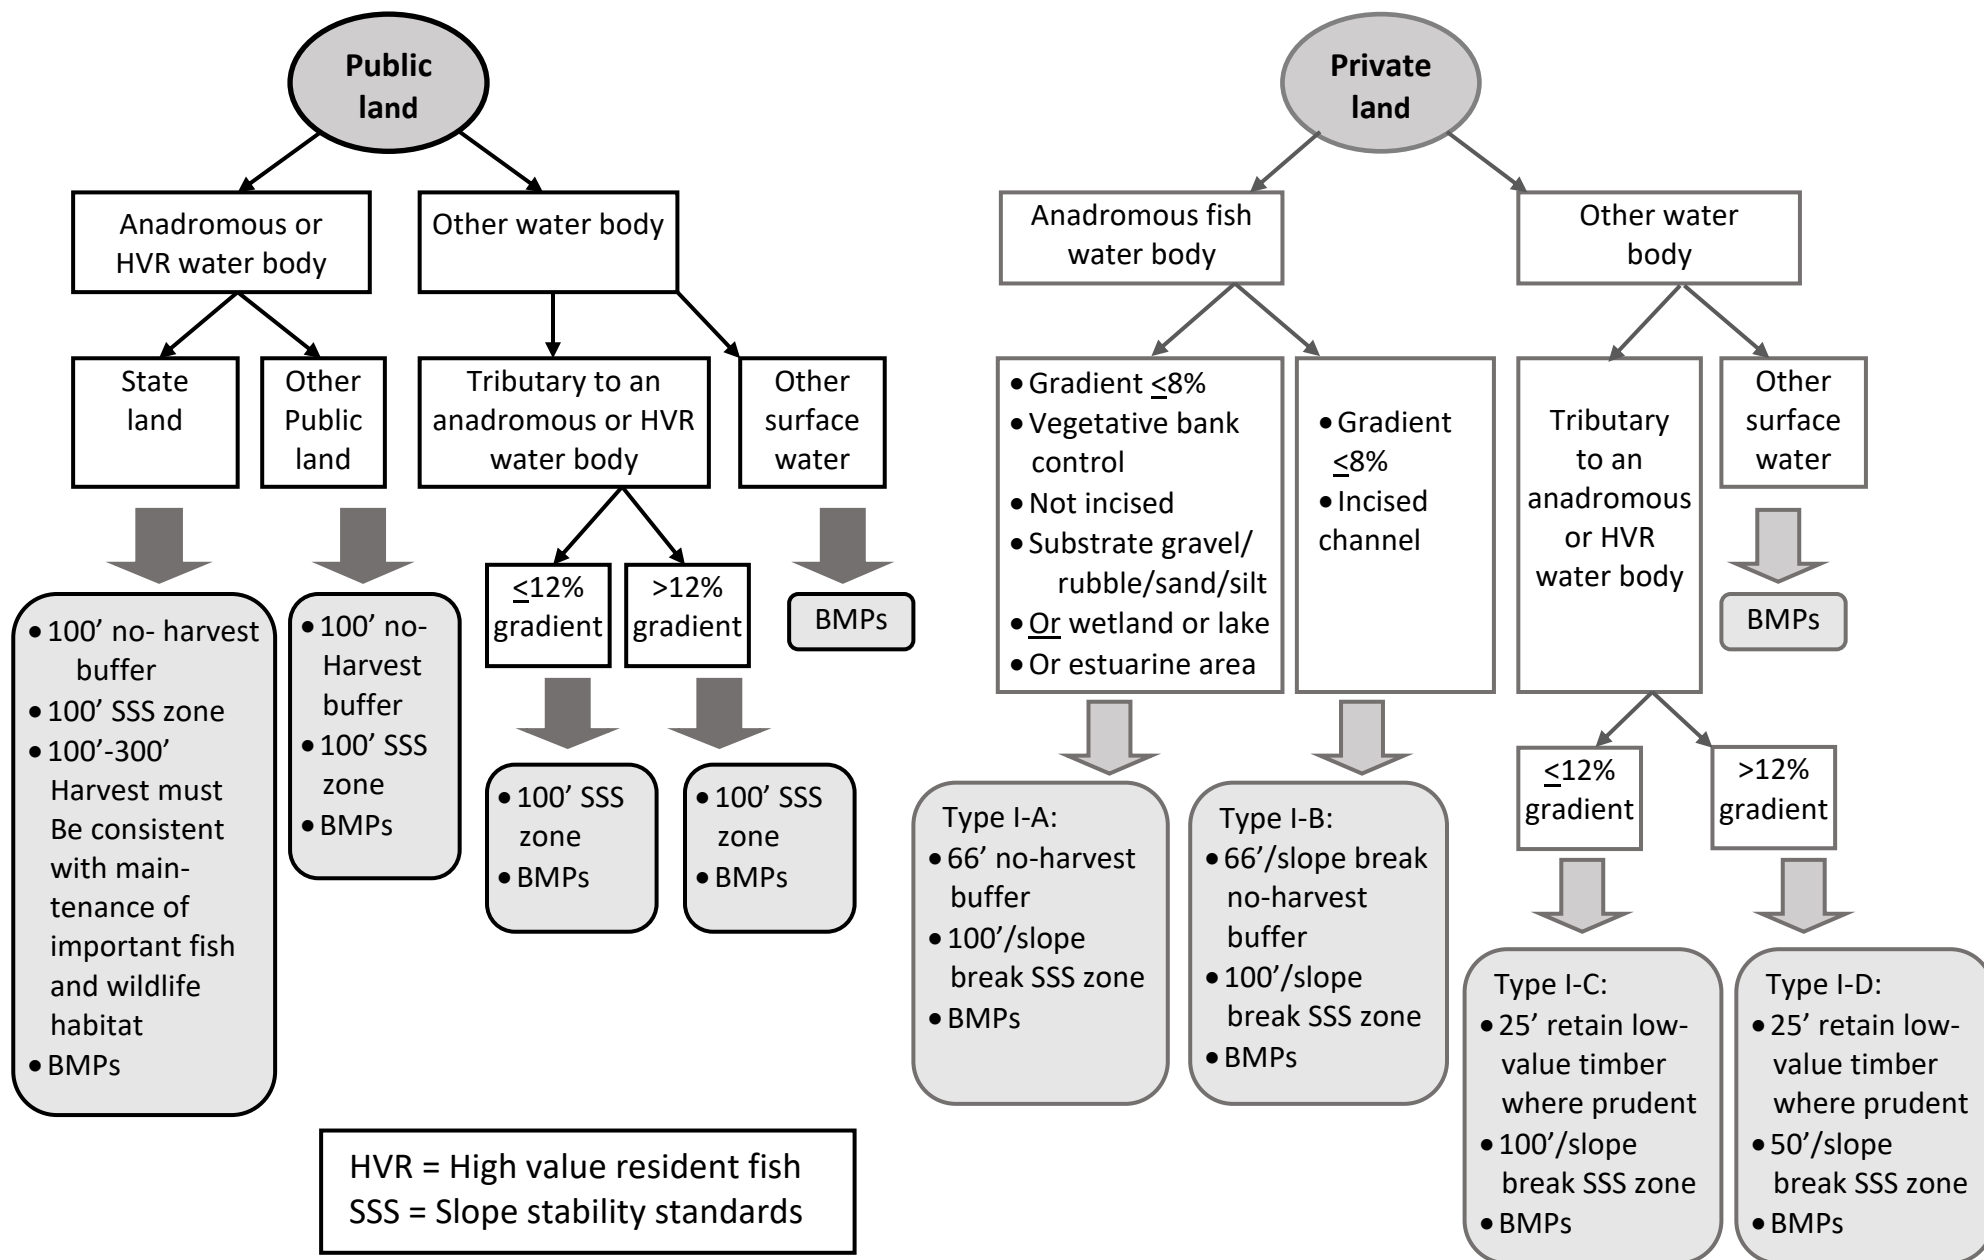 Public
land
Anadromous or
HVR water body
Other water body
State
land
Other
Public
land
Tributary to an
anadromous or HVR
water body
Other
surface
water
≤12%
gradient
>12%
gradient
BMPs
• 100’ no- harvest
buffer
• 100’ SSS zone
• 100’-300’
Harvest must
Be consistent
with main-
tenance of
important fish
and wildlife
habitat
• BMPs
• 100’ no-
Harvest
buffer
• 100’ SSS
zone
• BMPs
• 100’ SSS
zone
• BMPs
• 100’ SSS
zone
• BMPs
HVR = High value resident fish
SSS = Slope stability standards
Private
land
Anadromous fish
water body
Other water
body
• Gradient ≤8%
• Vegetative bank
control
• Not incised
• Substrate gravel/
rubble/sand/silt
• Or wetland or lake
• Or estuarine area
• Gradient
≤8%
• Incised
channel
Tributary
to an
anadromous
or HVR
water body
Other
surface
water
BMPs
≤12%
gradient
>12%
gradient
Type I-A:
• 66’ no-harvest
buffer
• 100’/slope
break SSS zone
• BMPs
Type I-B:
• 66’/slope break
no-harvest
buffer
• 100’/slope
break SSS zone
• BMPs
Type I-C:
• 25’ retain low-
value timber
where prudent
• 100’/slope
break SSS zone
• BMPs
Type I-D:
• 25’ retain low-
value timber
where prudent
• 50’/slope
break SSS zone
• BMPs